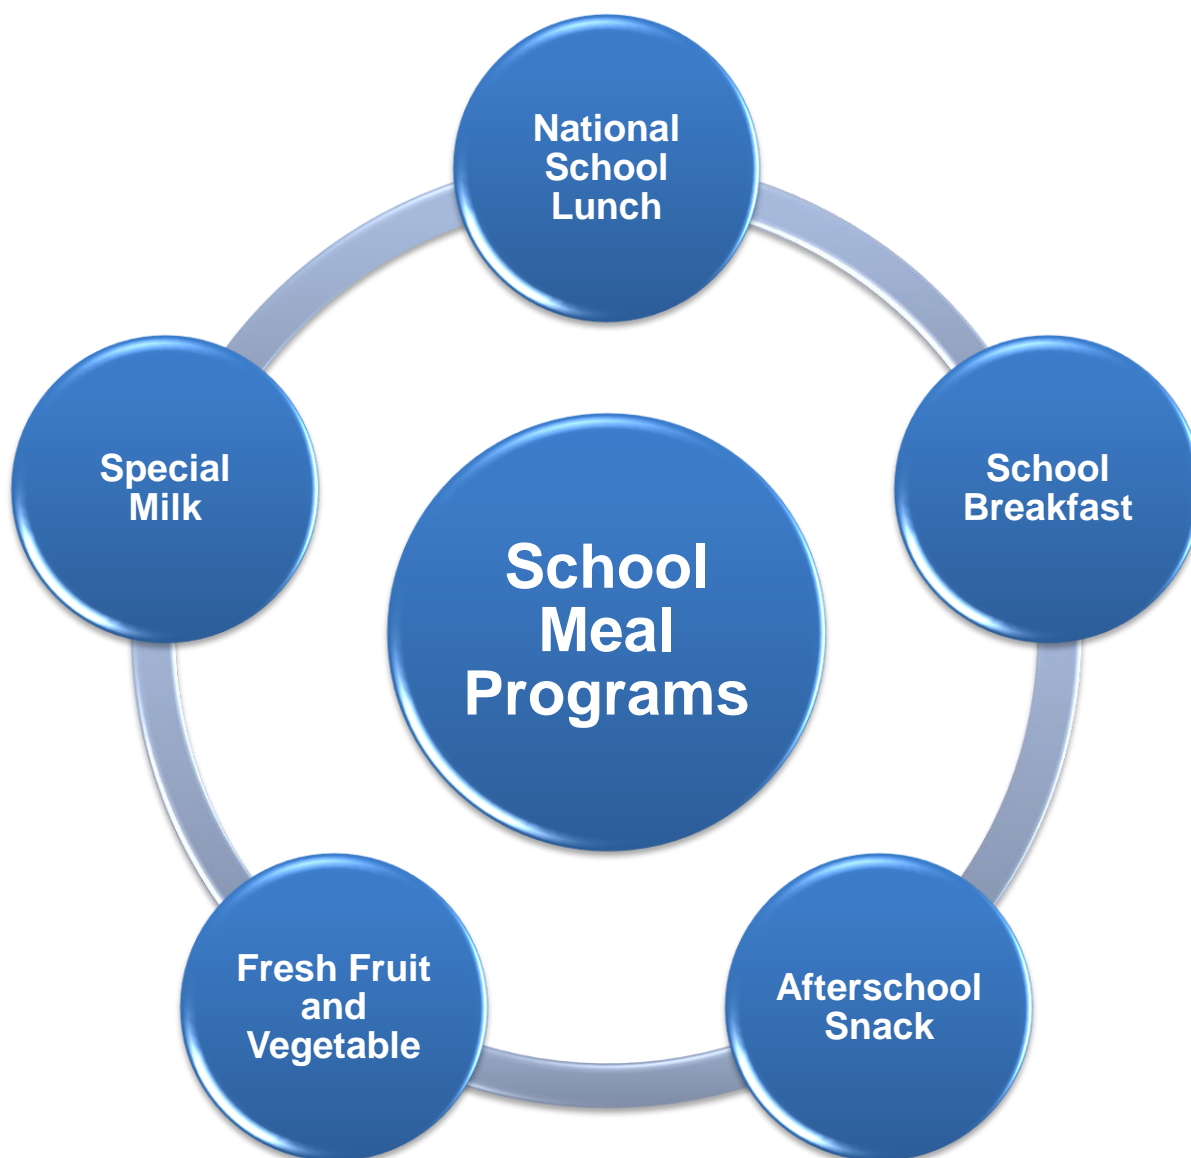 National
School
Lunch
Special
Milk
School
Breakfast
School
Meal
Programs
Fresh Fruit
and
Vegetable
Afterschool
Snack